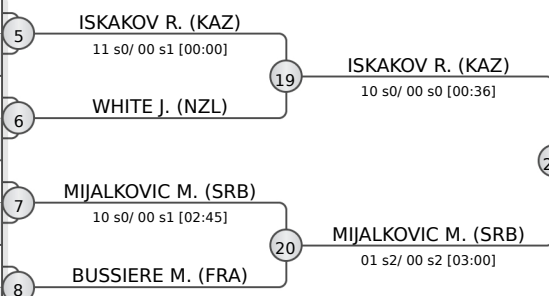 ISKAKOV R. (KAZ)
5
11 s0/ 00 s1 [00:00]
ISKAKOV R. (KAZ)
19
10 s0/ 00 s0 [00:36]
WHITE J. (NZL)
6
MIJALKOVIC M. (SRB)
7
10 s0/ 00 s1 [02:45]
MIJALKOVIC M. (SRB)
20
01 s2/ 00 s2 [03:00]
BUSSIERE M. (FRA)
8